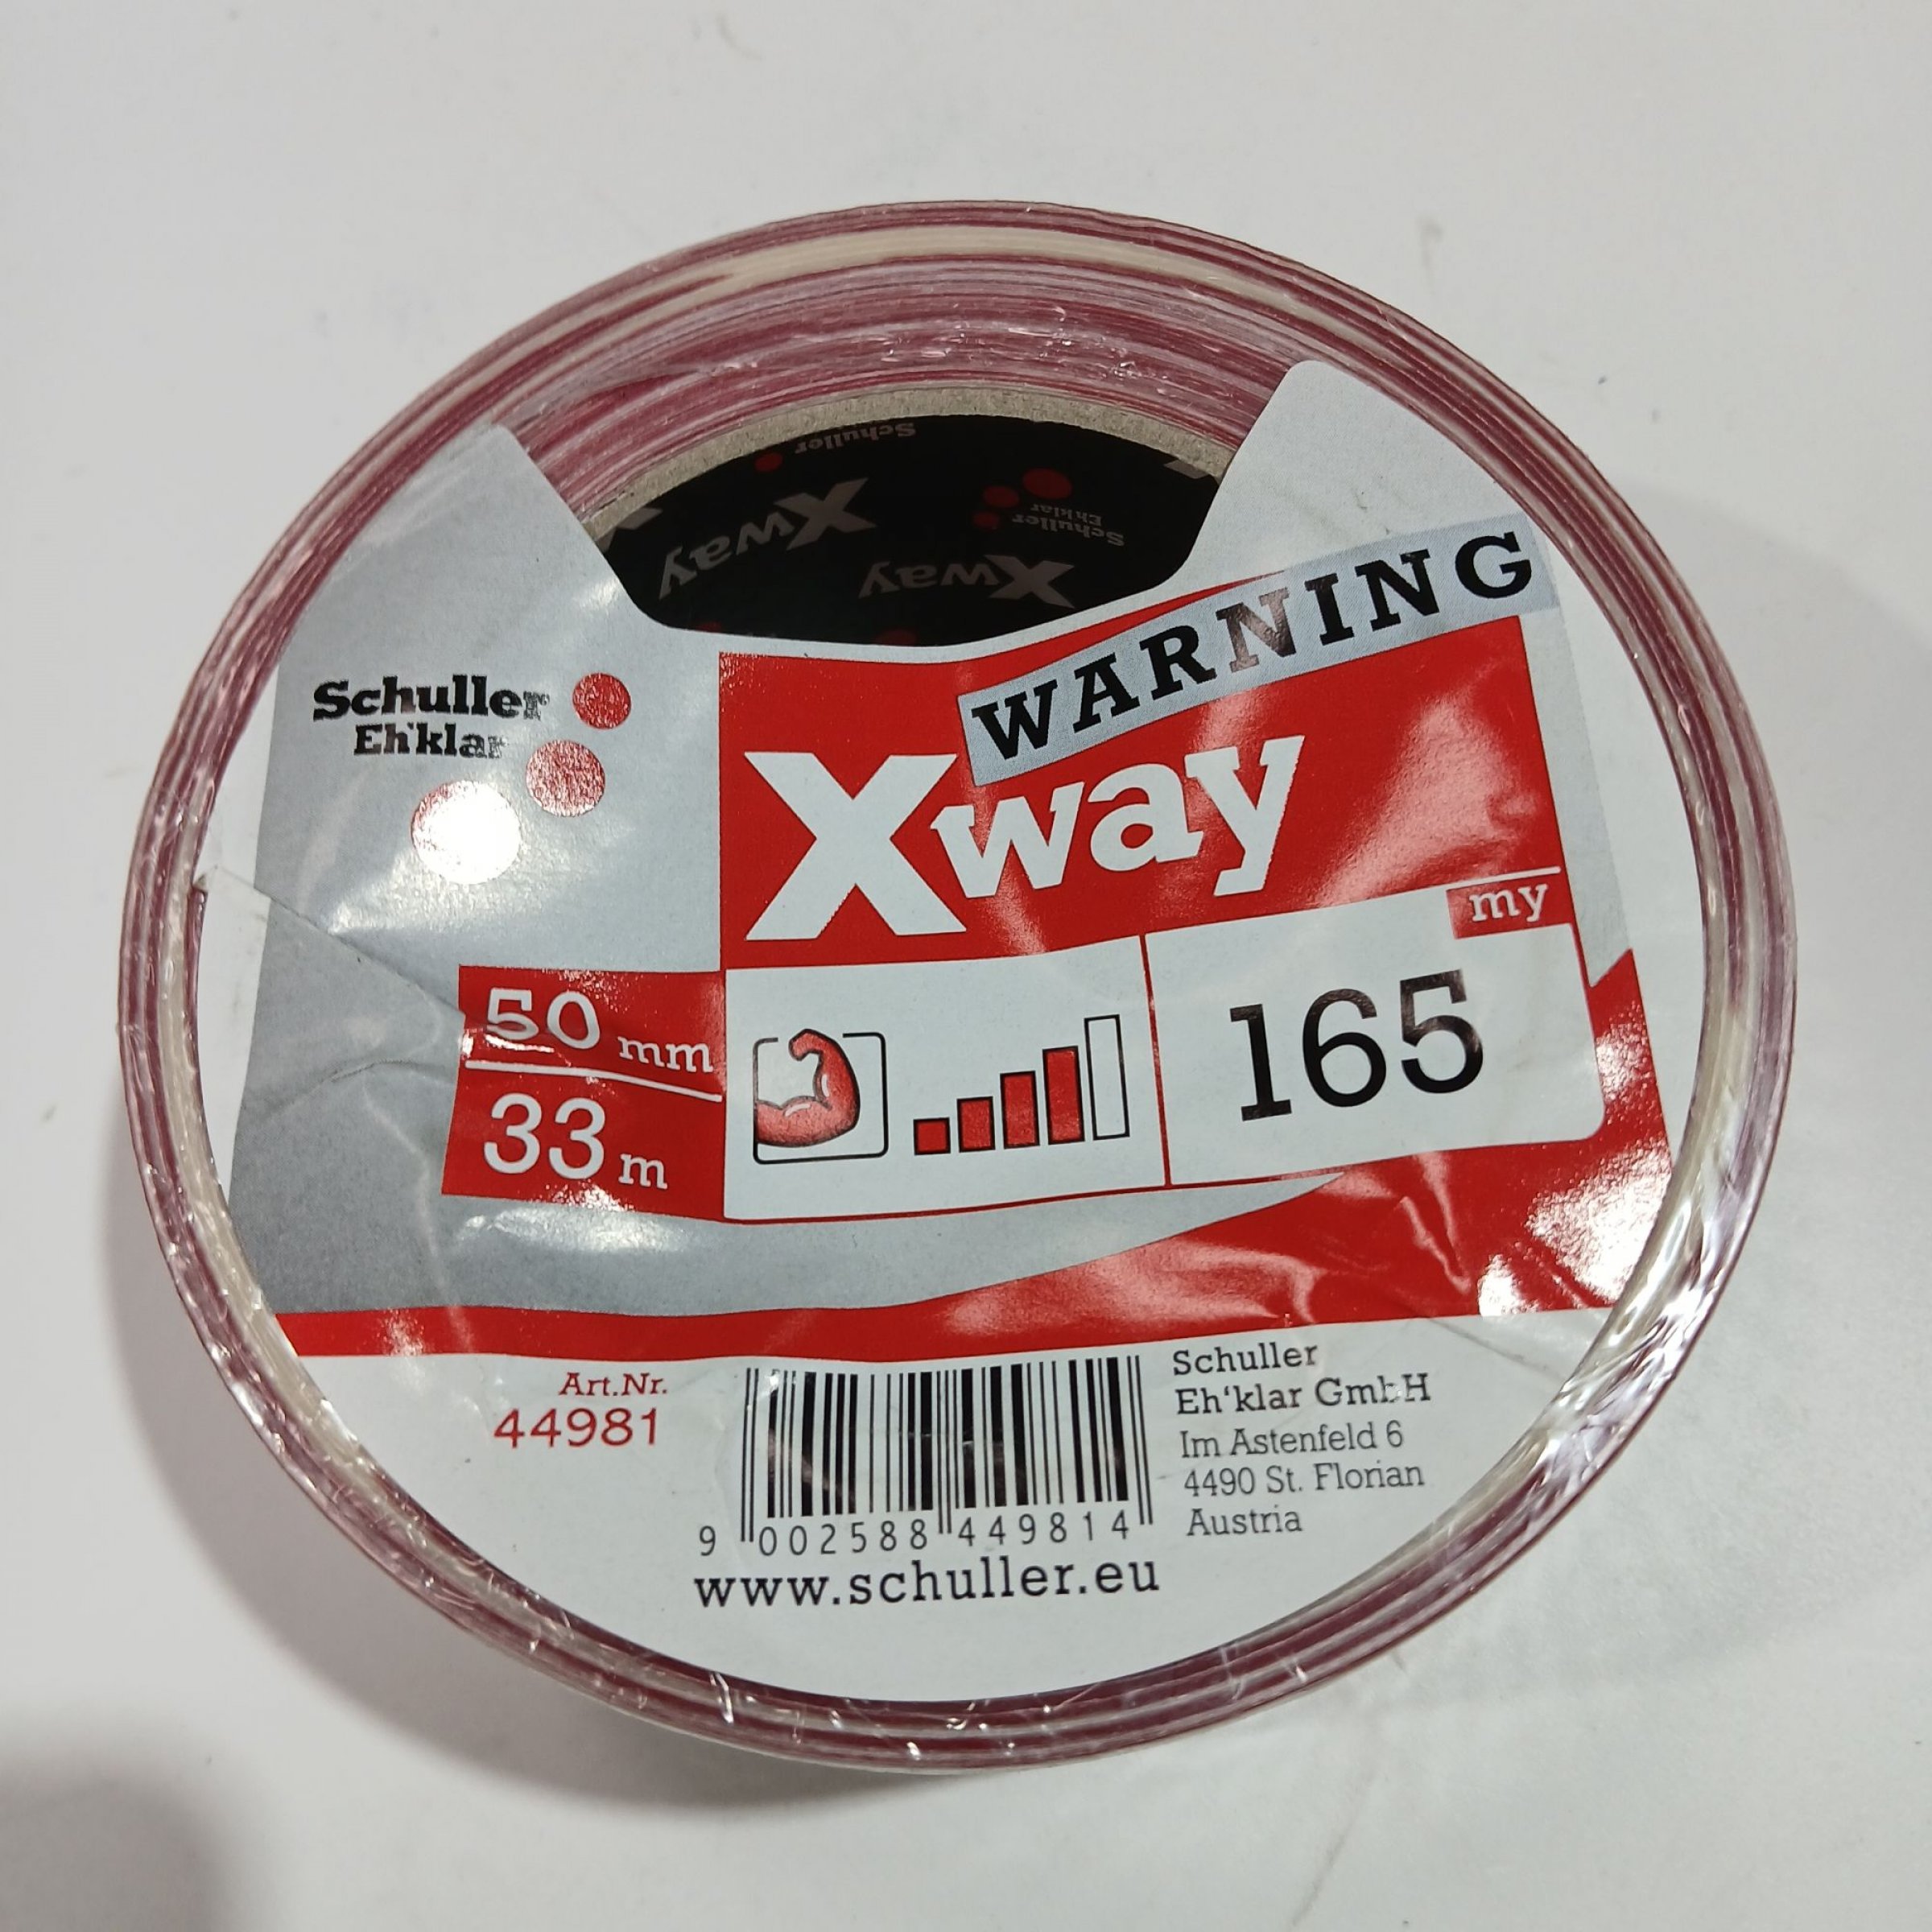 Schuller
Xway
Schuller
Eh'klar
Xway
WARNING
Schuller
Eh'klar
Xway
my
50 mm
33 m
165
Art.Nr.
44981
9 002588 449814
www.schuller.eu
Schuller
Eh'klar GmbH
Im Astenfeld 6
4490 St. Florian
Austria